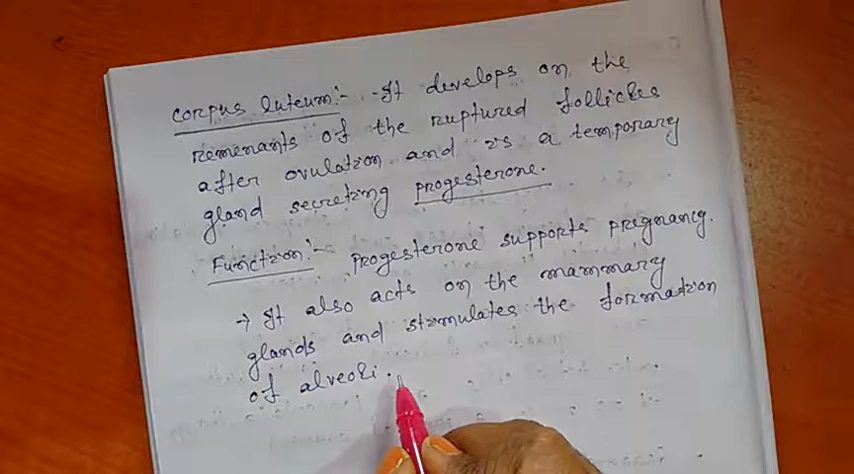 Corpus luteum:- It develops on the
remenants of the ruptured follicles
after ovulation and is a temporary
gland secreting progesterone.
Function:- Progesterone supports pregnancy.
→ It also acts on the mammary
glands and stimulates the formation
of alveoli.